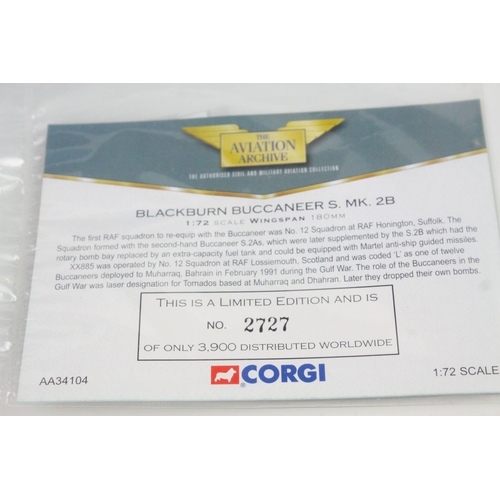 THE
AVIATION
ARCHIVE
THE AUTHORISED CIVIL AND MILITARY AVIATION COLLECTION
BLACKBURN BUCCANEER S. MK. 2B
1:72 SCALE WINGSPAN 180MM
The first RAF squadron to re-equip with the Buccaneer was No. 12 Squadron at RAF Honington, Suffolk. The
Squadron formed with the second-hand Buccaneer S.2As, which were later supplemented by the S.2B which had the
rotary bomb bay replaced by an extra-capacity fuel tank and could be equipped with Martel anti-ship guided missiles.
XX885 was operated by No. 12 Squadron at RAF Lossiemouth, Scotland and was coded 'L' as one of twelve
Buccaneers deployed to Muharraq, Bahrain in February 1991 during the Gulf War. The role of the Buccaneers in the
Gulf War was laser designation for Tornados based at Muharraq and Dhahran. Later they dropped their own bombs.
THIS IS A LIMITED EDITION AND IS
NO. 2727
OF ONLY 3,900 DISTRIBUTED WORLDWIDE
AA34104
CORGI
1:72 SCALE